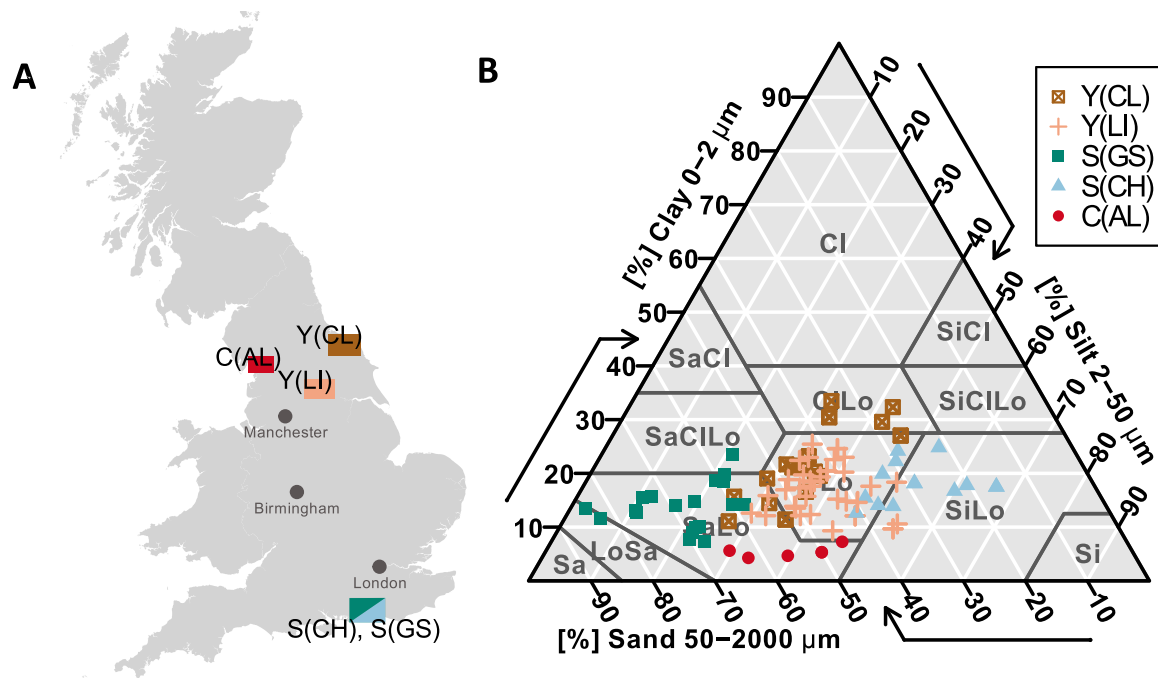 A
Y(CL)
C(AL)
Y(LI)
Manchester
Birmingham
London
S(CH), S(GS)
B
Y(CL)
Y(LI)
S(GS)
S(CH)
C(AL)
[%] Clay 0−2 µm
90
80
70
60
50
40
30
20
10
[%] Silt 2−50 µm
10
20
30
40
50
60
70
80
90
[%] Sand 50−2000 µm
90
80
70
60
50
40
30
20
10
Cl
SiCl
SaCl
ClLo
SiClLo
SaClLo
Lo
SiLo
SaLo
LoSa
Sa
Si